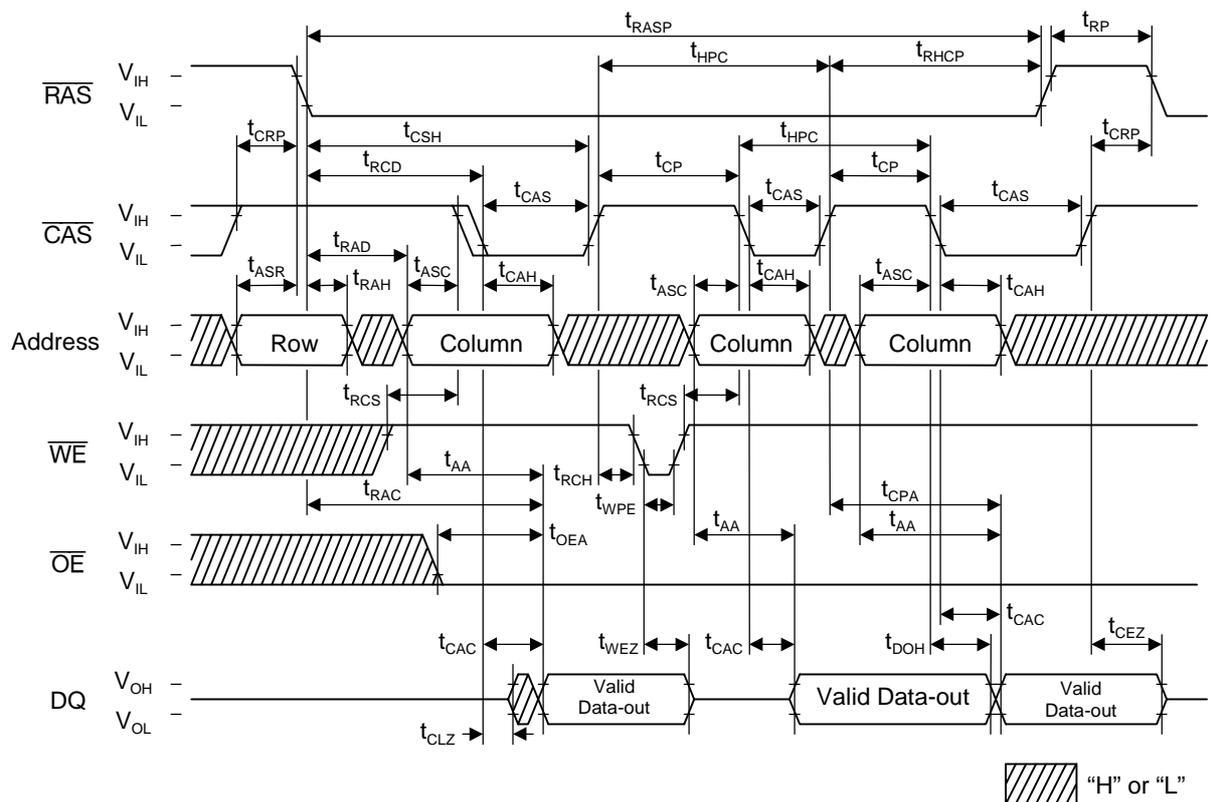 tRASP
tRP
tHPC
tRHCP
RAS
VIH
VIL
tCRP
tCSH
tHPC
tCRP
tRCD
tCP
tCP
tCAS
tCAS
tCAS
CAS
VIH
VIL
tRAD
tASR
tRAH
tASC
tCAH
tASC
tCAH
tASC
tCAH
Address
VIH
VIL
Row
Column
Column
Column
tRCS
tRCS
WE
VIH
VIL
tAA
tRCH
tRAC
tWPE
tCPA
tOEA
tAA
tAA
OE
VIH
VIL
tCAC
tCAC
tWEZ
tCAC
tDOH
tCEZ
DQ
VOH
VOL
Valid
Data-out
Valid Data-out
Valid
Data-out
tCLZ
"H" or "L"